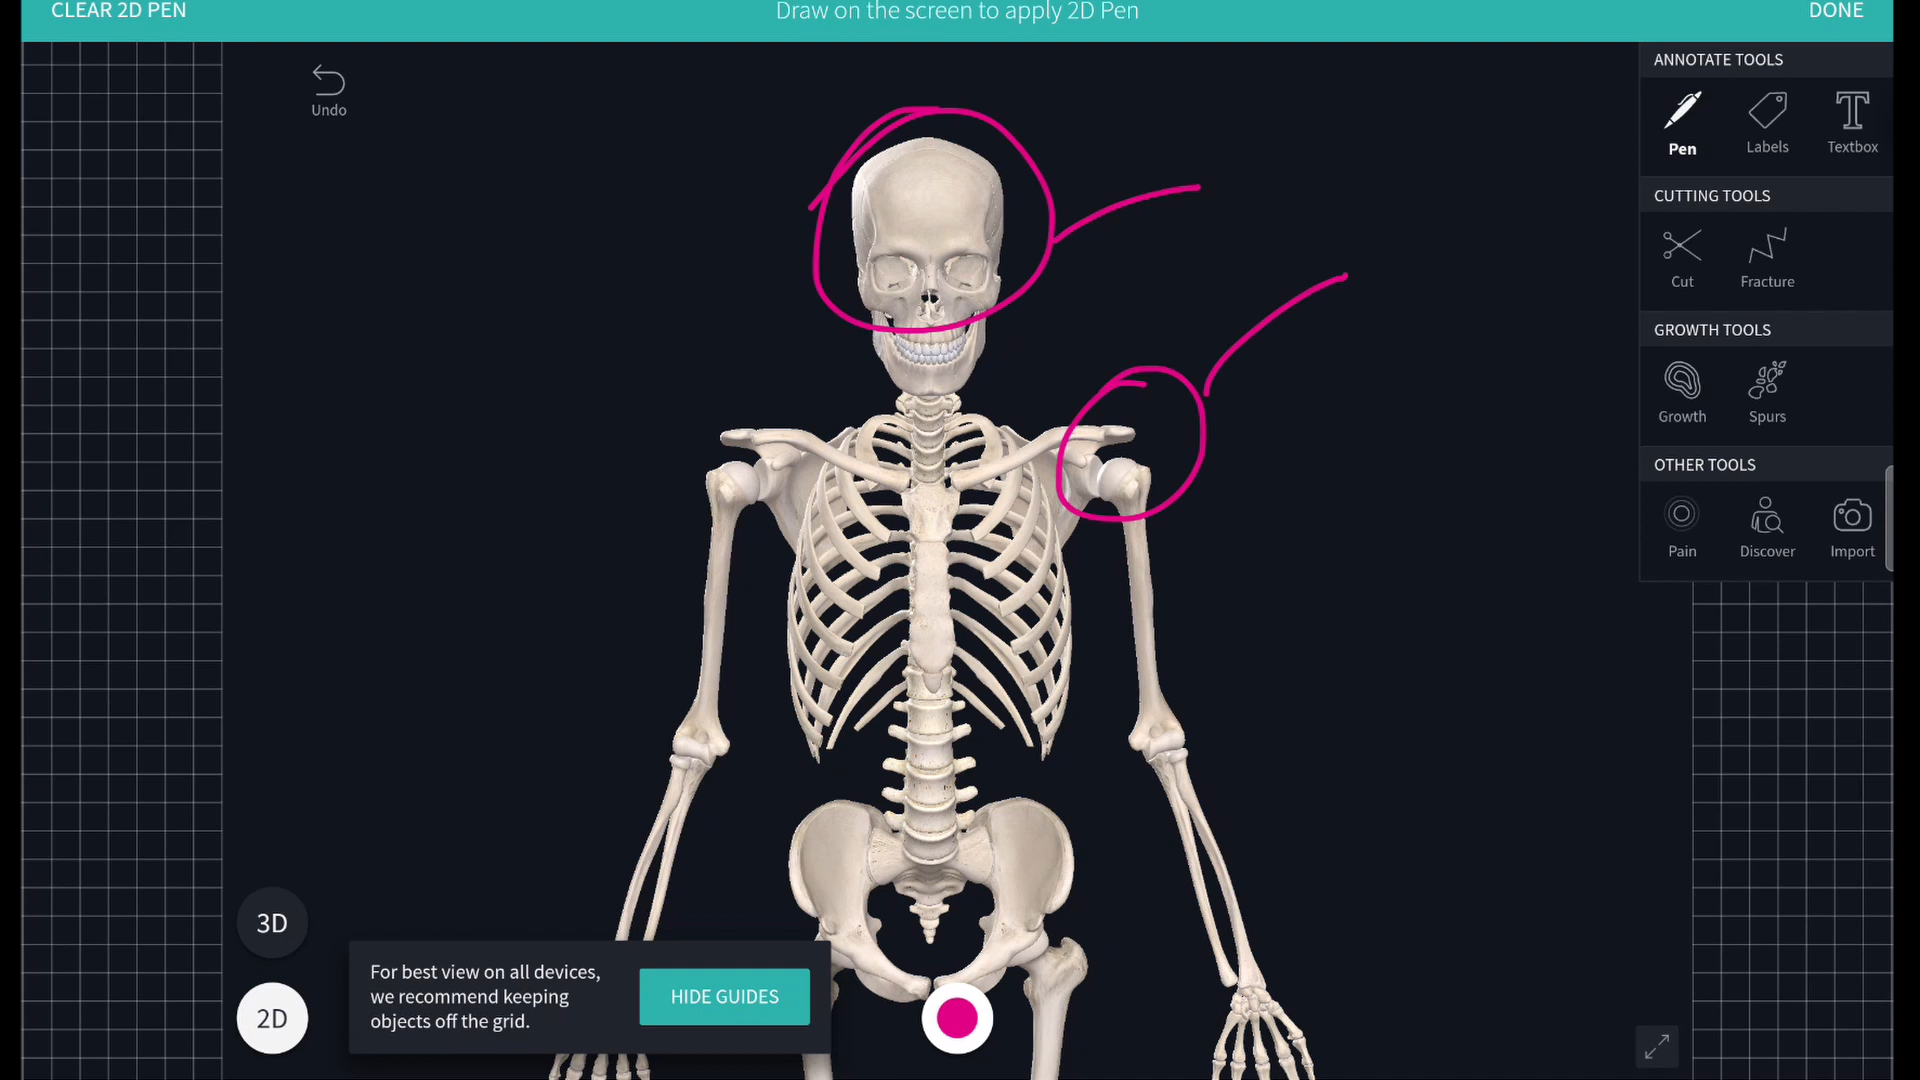 CLEAR 2D PEN
Draw on the screen to apply 2D Pen
DONE
Undo
ANNOTATE TOOLS
Pen
Labels
Textbox
CUTTING TOOLS
Cut
Fracture
GROWTH TOOLS
Growth
Spurs
OTHER TOOLS
Pain
Discover
Import
3D
2D
For best view on all devices,
we recommend keeping
objects off the grid.
HIDE GUIDES